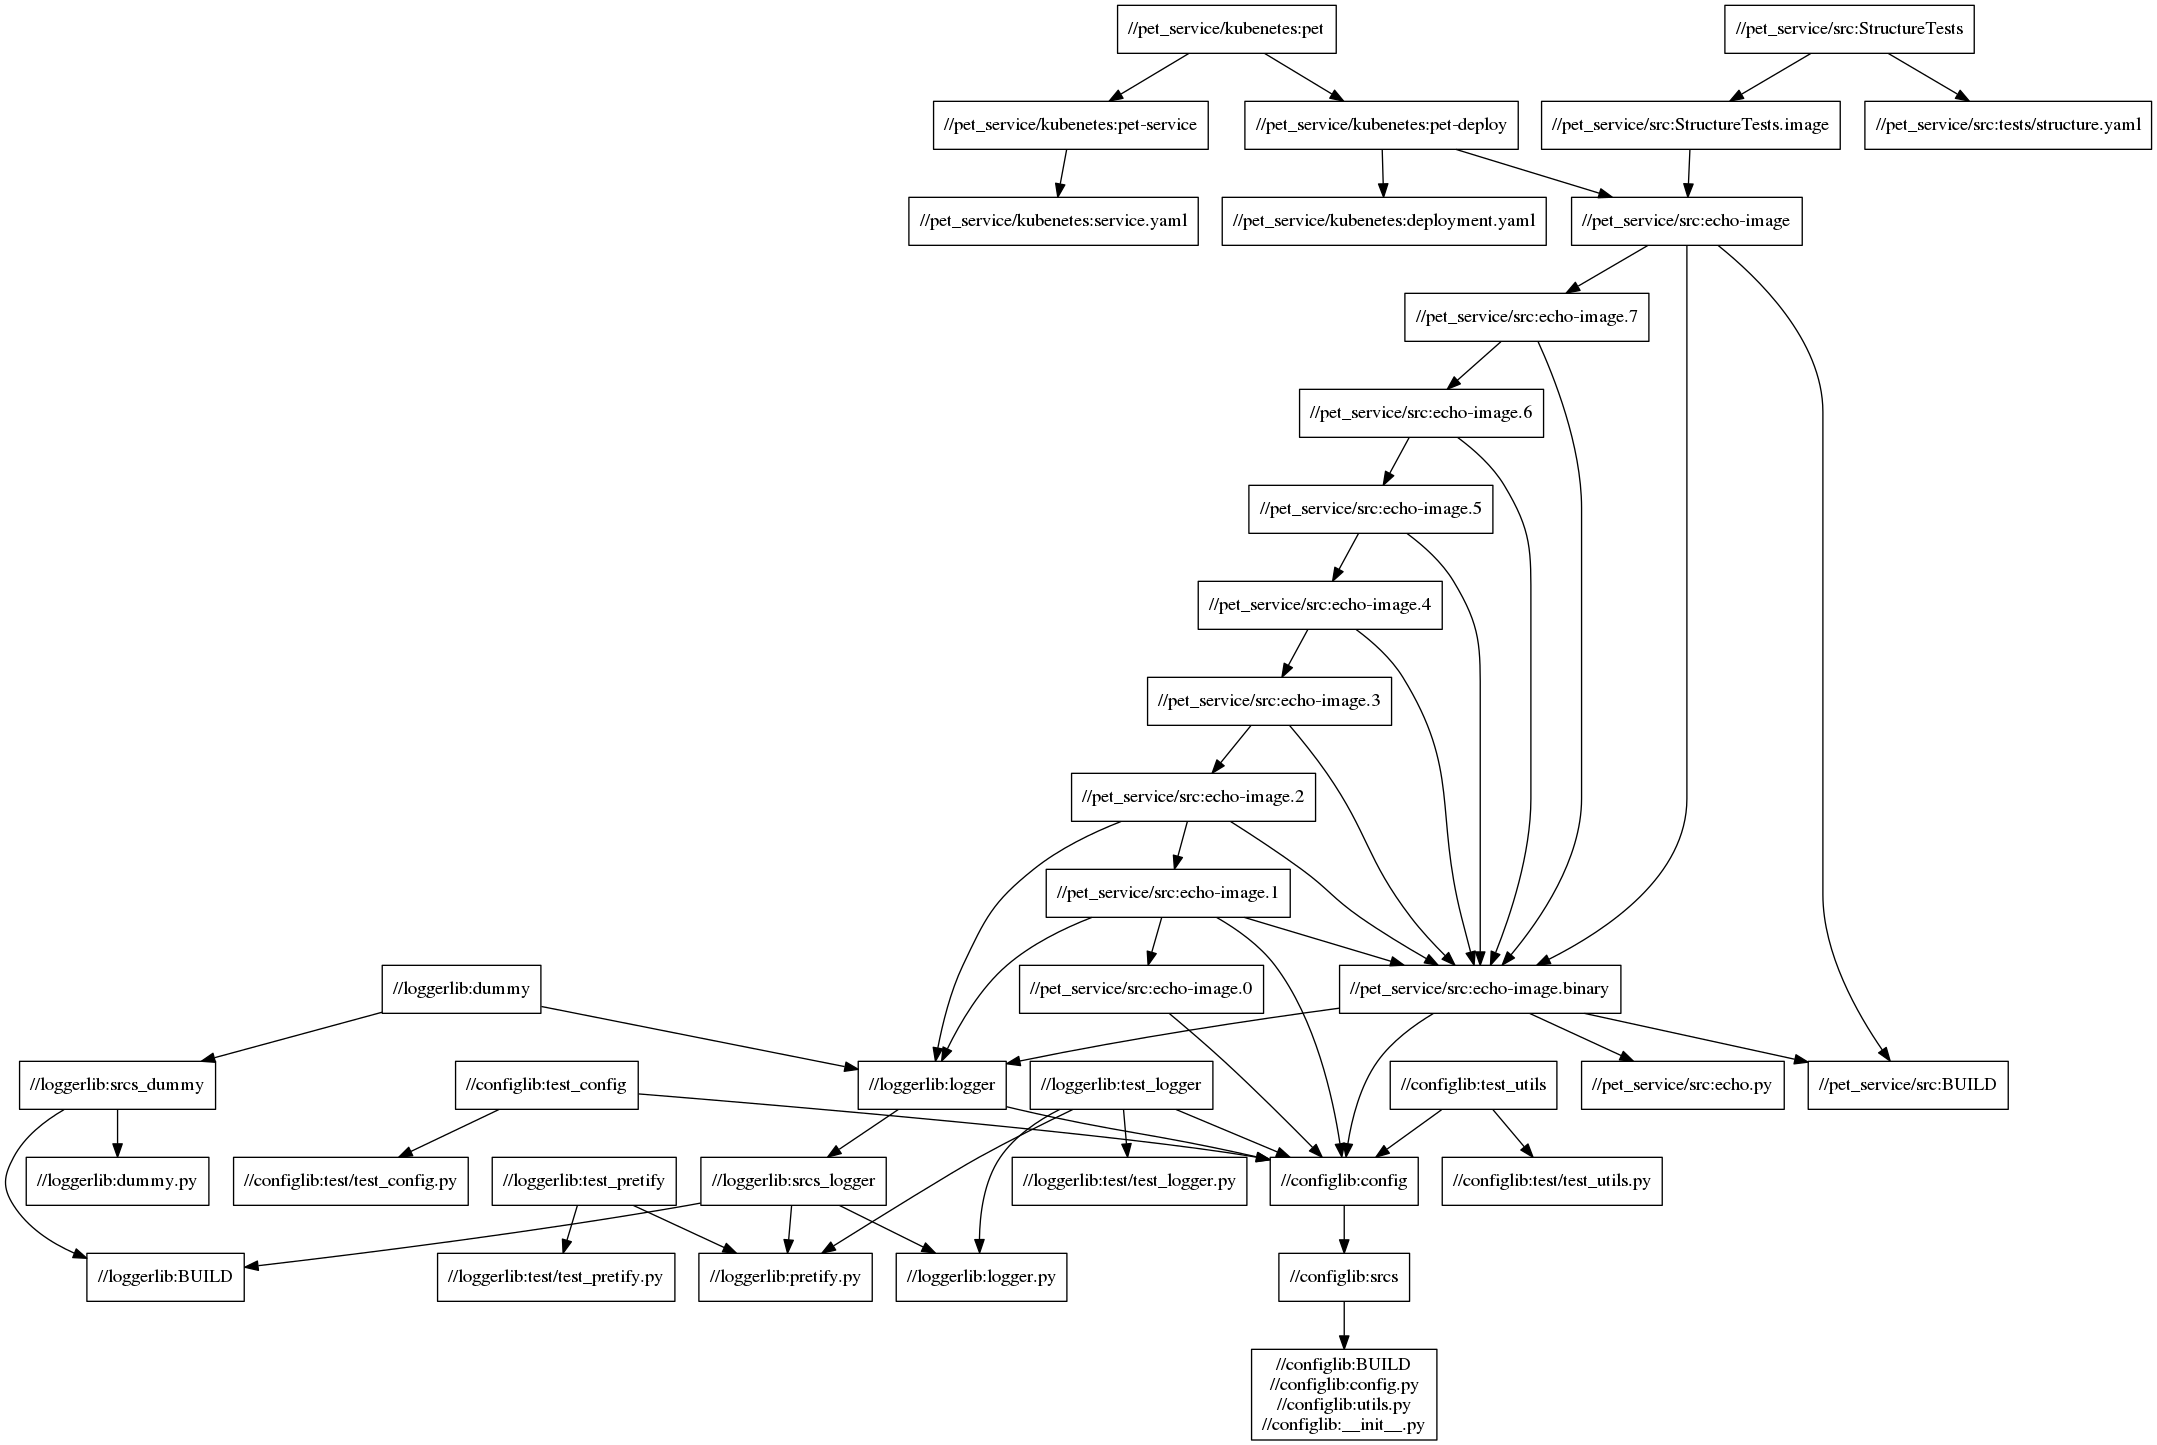 //pet_service/kubenetes:pet
//pet_service/src:StructureTests
//pet_service/kubenetes:pet-service
//pet_service/kubenetes:pet-deploy
//pet_service/src:StructureTests.image
//pet_service/src:tests/structure.yaml
//pet_service/kubenetes:service.yaml
//pet_service/kubenetes:deployment.yaml
//pet_service/src:echo-image
//pet_service/src:echo-image.7
//pet_service/src:echo-image.6
//pet_service/src:echo-image.5
//pet_service/src:echo-image.4
//pet_service/src:echo-image.3
//pet_service/src:echo-image.2
//pet_service/src:echo-image.1
//loggerlib:dummy
//pet_service/src:echo-image.0
//pet_service/src:echo-image.binary
//loggerlib:srcs_dummy
//configlib:test_config
//loggerlib:logger
//loggerlib:test_logger
//configlib:test_utils
//pet_service/src:echo.py
//pet_service/src:BUILD
//loggerlib:dummy.py
//configlib:test/test_config.py
//loggerlib:test_pretify
//loggerlib:srcs_logger
//loggerlib:test/test_logger.py
//configlib:config
//configlib:test/test_utils.py
//loggerlib:BUILD
//loggerlib:test/test_pretify.py
//loggerlib:pretify.py
//loggerlib:logger.py
//configlib:srcs
//configlib:BUILD
//configlib:config.py
//configlib:utils.py
//configlib:__init__.py